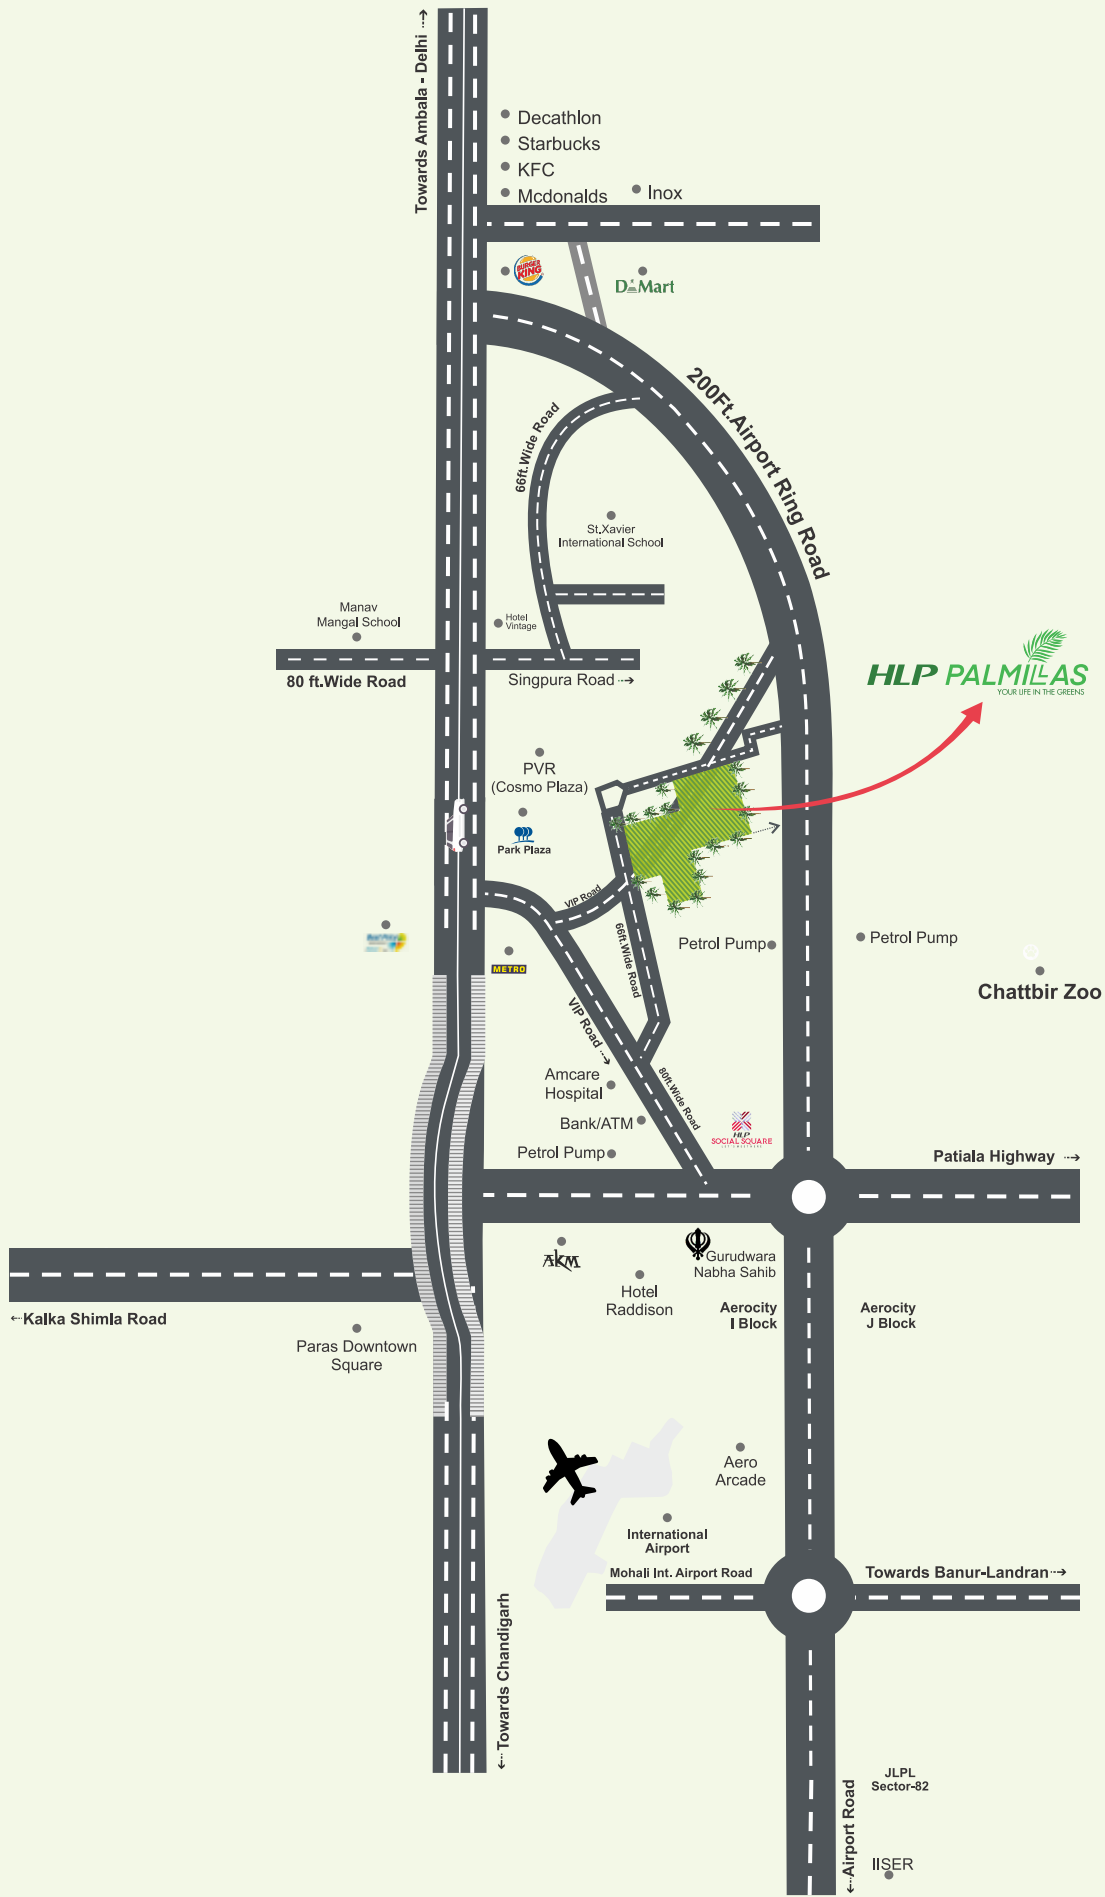 Towards Ambala - Delhi
Decathlon
Starbucks
KFC
Mcdonalds
Inox
BURGER
KING
D Mart
200Ft.Airport Ring Road
66ft.Wide Road
St.Xavier
International School
Manav
Mangal School
Hotel
Vintage
80 ft.Wide Road
Singpura Road
HLP PALMILLAS
YOUR LIFE IN THE GREENS
PVR
(Cosmo Plaza)
Park Plaza
VIP Road
66ft.Wide Road
Petrol Pump
Petrol Pump
METRO
Chattbir Zoo
VIP Road
Amcare
Hospital
80ft.Wide Road
Bank/ATM
HLP
SOCIAL SQUARE
Petrol Pump
Patiala Highway
AKM
Gurudwara
Nabha Sahib
Hotel
Raddison
Aerocity
I Block
Aerocity
J Block
Kalka Shimla Road
Paras Downtown
Square
Aero
Arcade
International
Airport
Mohali Int. Airport Road
Towards Banur-Landran
Towards Chandigarh
JLPL
Sector-82
Airport Road
IISER